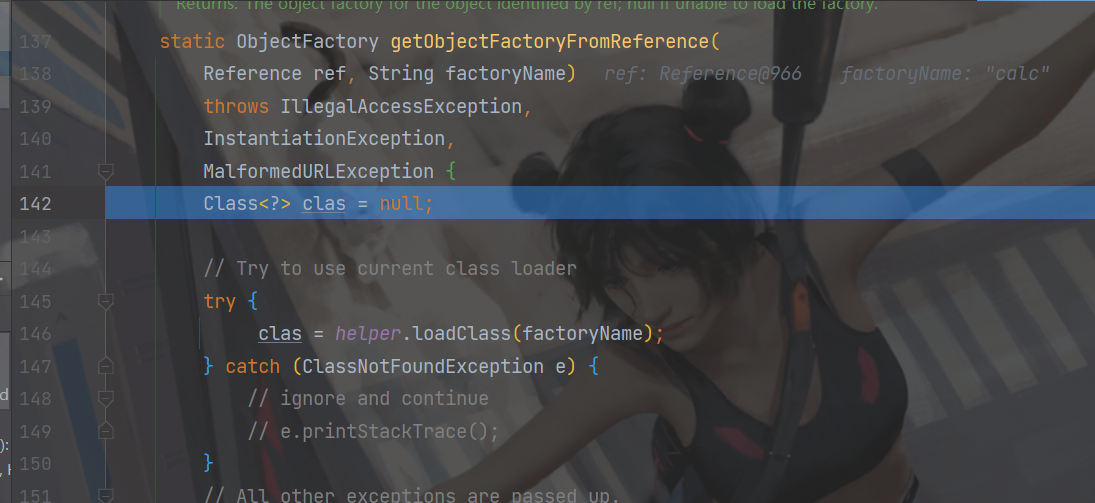 Returns: The object factory for the object identified by ref; null if unable to load the factory.
137 static ObjectFactory getObjectFactoryFromReference(
138 Reference ref, String factoryName) ref: Reference@966 factoryName: "calc"
139 throws IllegalAccessException,
140 InstantiationException,
141 MalformedURLException {
142 Class<?> clas = null;
143
144 // Try to use current class loader
145 try {
146 clas = helper.loadClass(factoryName);
147 } catch (ClassNotFoundException e) {
148 // ignore and continue
149 // e.printStackTrace();
150 }
151 // All other exceptions are passed up.